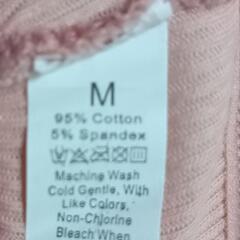 M
95% Cotton
5% Spandex
Machine Wash
Cold Gentle, With
Like Colors,
Non-Chlorine
Bleach When